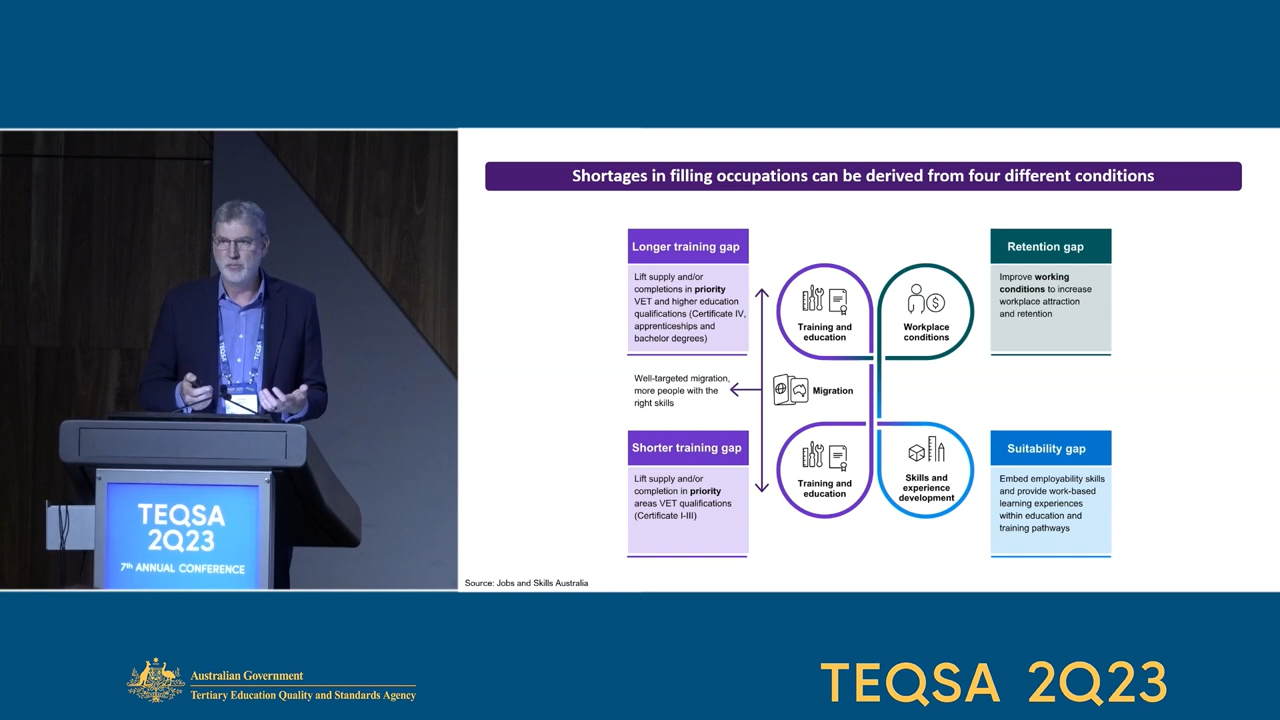 Shortages in filling occupations can be derived from four different conditions
Longer training gap
Lift supply and/or
completions in priority
VET and higher education
qualifications (Certificate IV,
apprenticeships and
bachelor degrees)
Training and
education
Workplace
conditions
Retention gap
Improve working
conditions to increase
workplace attraction
and retention
Well-targeted migration,
more people with the
right skills
Migration
Shorter training gap
Lift supply and/or
completion in priority
areas VET qualifications
(Certificate I-III)
Training and
education
Skills and
experience
development
Suitability gap
Embed employability skills
and provide work-based
learning experiences
within education and
training pathways
Source: Jobs and Skills Australia
TEQSA
TEQSA
TEQSA
2Q23
7th ANNUAL CONFERENCE
Australian Government
Tertiary Education Quality and Standards Agency
TEQSA 2Q23